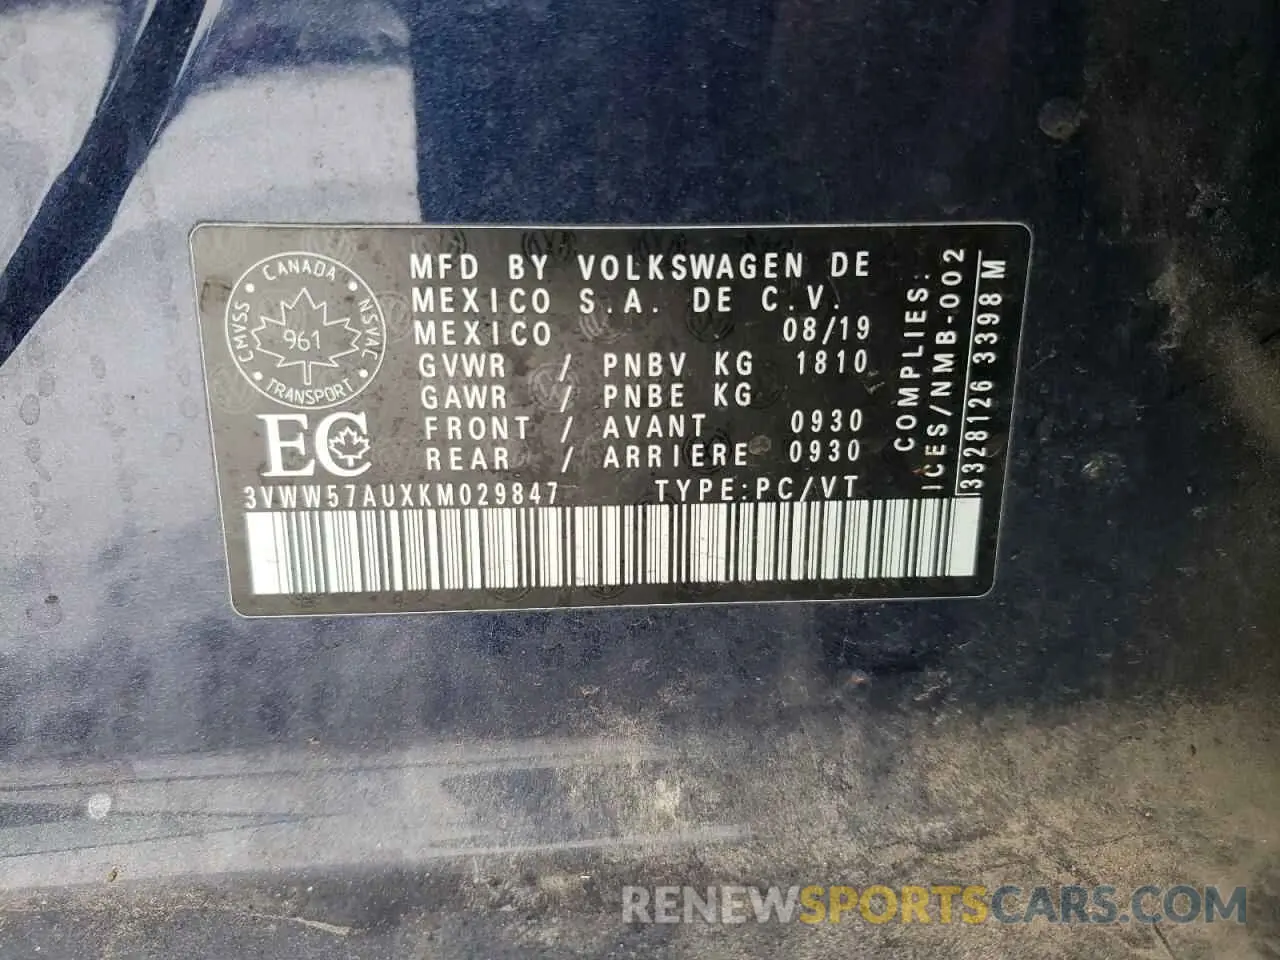 CANADA
CMVSS
NSVAC
961
TRANSPORT
EC
MFD BY VOLKSWAGEN DE
MEXICO S.A. DE C.V.
MEXICO 08/19
GVWR / PNBV KG 1810
GAWR / PNBE KG
FRONT / AVANT 0930
REAR / ARRIERE 0930
3VWW57AUXKM029847 TYPE:PC/VT
COMPLIES:
ICES/NMB-002
33281126 3398 M
RENEWSPORTSCARS.COM